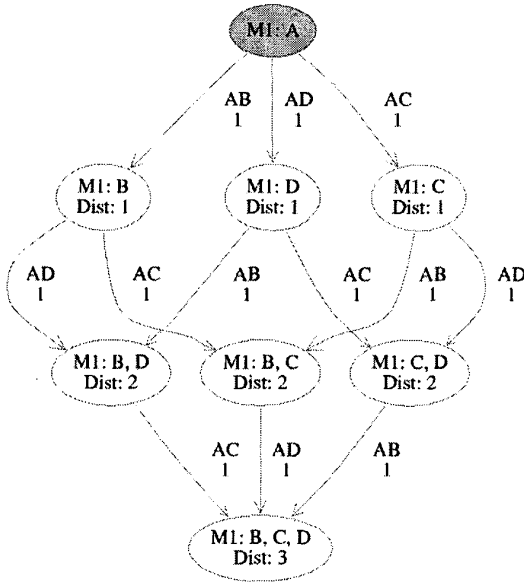 M1: A
AB
1
AD
1
AC
1
M1: B
Dist: 1
M1: D
Dist: 1
M1: C
Dist: 1
AD
1
AC
1
AB
1
AC
1
AB
1
AD
1
M1: B, D
Dist: 2
M1: B, C
Dist: 2
M1: C, D
Dist: 2
AC
1
AD
1
AB
1
M1: B, C, D
Dist: 3